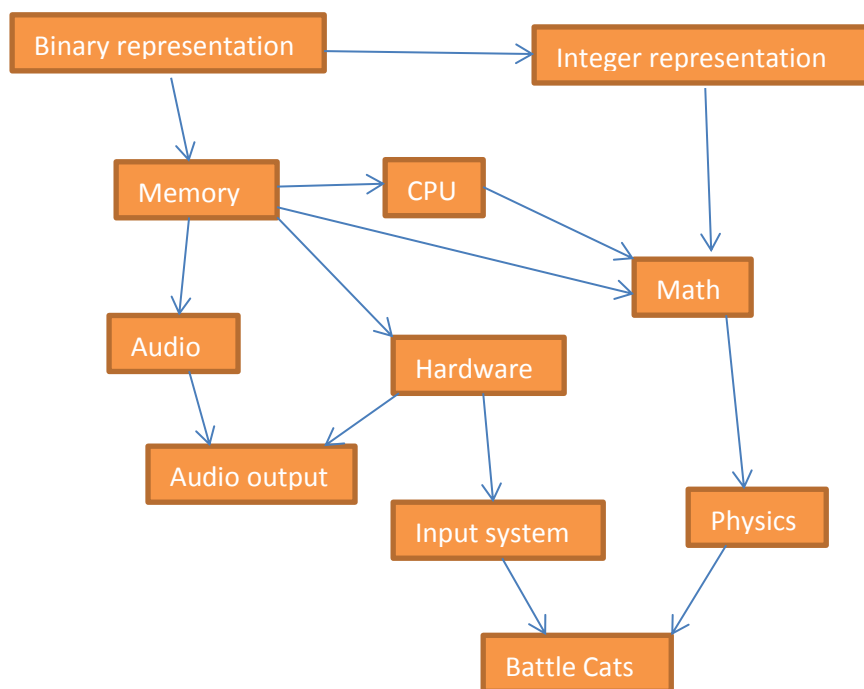 Binary representation
Integer representation
Memory
CPU
Math
Audio
Hardware
Audio output
Input system
Physics
Battle Cats